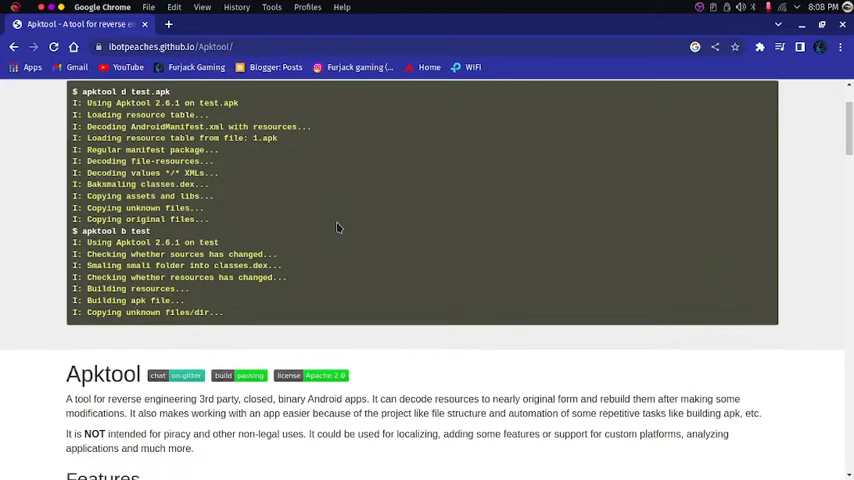 Google Chrome File Edit View History Tools Profiles Help 8:08 PM
Apktool - A tool for reverse en
ibotpeaches.github.io/Apktool/
Apps Gmail YouTube Furjack Gaming Blogger: Posts Furjack gaming (... Home WIFI
$ apktool d test.apk
I: Using Apktool 2.6.1 on test.apk
I: Loading resource table...
I: Decoding AndroidManifest.xml with resources...
I: Loading resource table from file: 1.apk
I: Regular manifest package...
I: Decoding file-resources...
I: Decoding values */* XMLs...
I: Baksmaling classes.dex...
I: Copying assets and libs...
I: Copying unknown files...
I: Copying original files...
$ apktool b test
I: Using Apktool 2.6.1 on test
I: Checking whether sources has changed...
I: Smaling smali folder into classes.dex...
I: Checking whether resources has changed...
I: Building resources...
I: Building apk file...
I: Copying unknown files/dir...
Apktool chat on gitter build passing license Apache 2.0
A tool for reverse engineering 3rd party, closed, binary Android apps. It can decode resources to nearly original form and rebuild them after making some
modifications. It also makes working with an app easier because of the project like file structure and automation of some repetitive tasks like building apk, etc.
It is NOT intended for piracy and other non-legal uses. It could be used for localizing, adding some features or support for custom platforms, analyzing
applications and much more.
Features